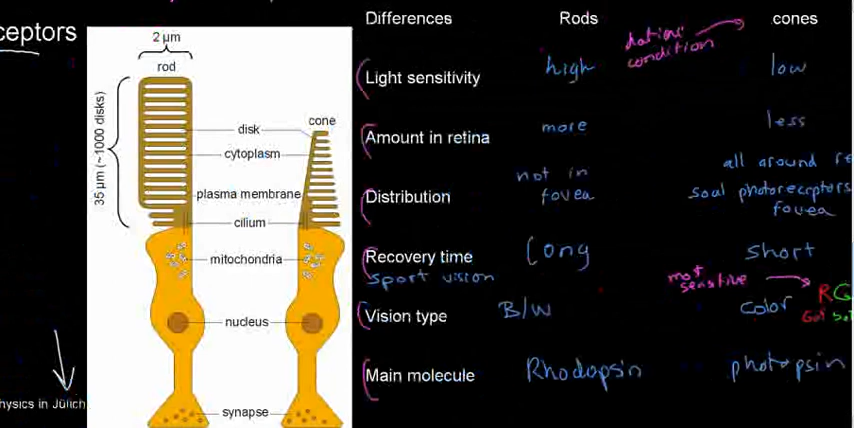 ceptors
Differences Rods cones
2 µm
rod
Light sensitivity high condition low
35 µm (~1000 disks)
cone
disk
Amount in retina more less
cytoplasm
not in all around re
plasma membrane
Distribution fovea photoreceptors
fovea
cilium
mitochondria
Recovery time Long short
sport vision most sensitive
nucleus
Vision type B/W color RG
Main molecule Rhodopsin photopsin
hysics in Jülich
synapse